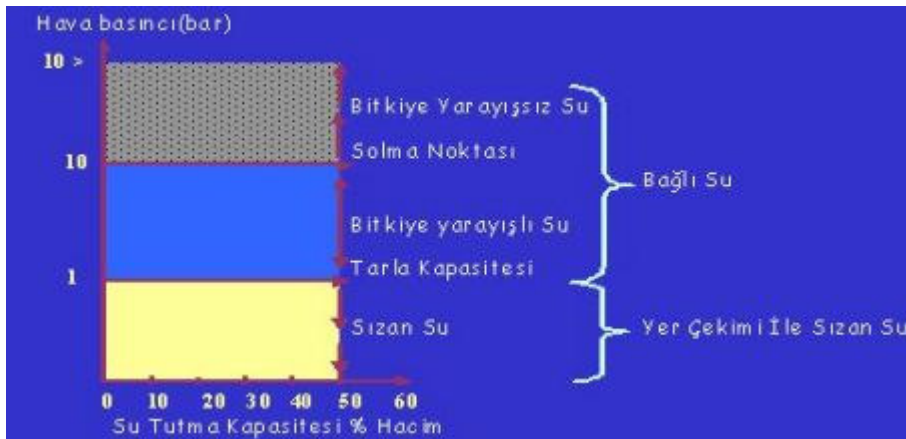 Hava basıncı(bar)
10 >
Bitkiye Yarayışsız Su
Solma Noktası
10
Bağlı Su
Bitkiye yarayışlı Su
Tarla Kapasitesi
1
Sızan Su
Yer Çekimi İle Sızan Su
0 10 20 30 40 50 60
Su Tutma Kapasitesi % Hacim